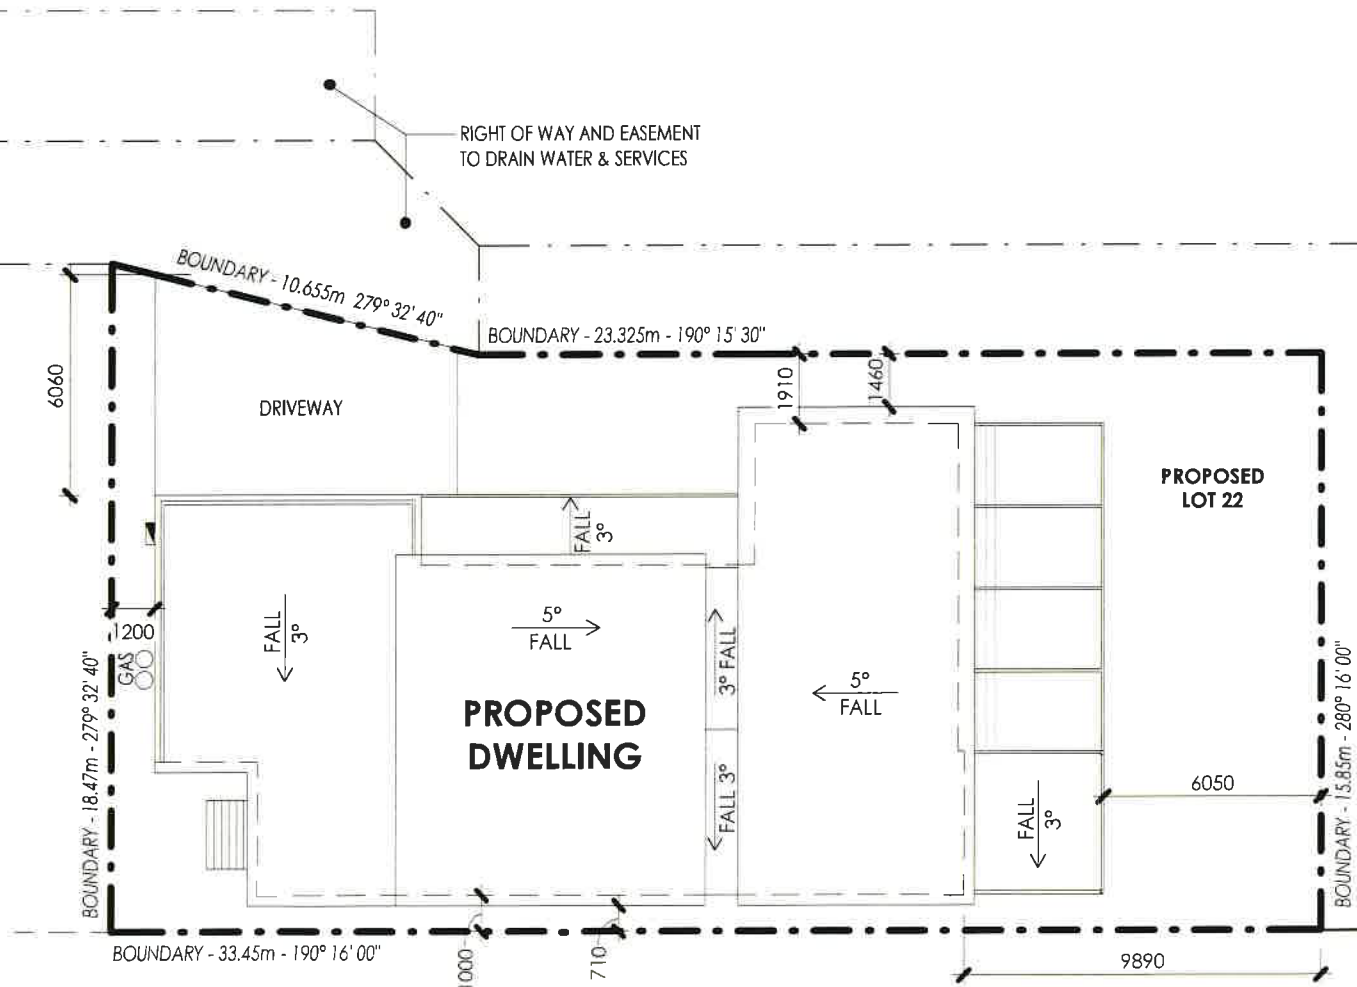 RIGHT OF WAY AND EASEMENT
TO DRAIN WATER & SERVICES
BOUNDARY - 10.655m 279° 32' 40"
BOUNDARY - 23.325m - 190° 15' 30"
6060
DRIVEWAY
1910
1460
PROPOSED
LOT 22
FALL
3°
1200
GAS
FALL
3°
5°
FALL
3° FALL
5°
FALL
PROPOSED
DWELLING
FALL 3°
6050
FALL
3°
BOUNDARY - 18.47m - 279° 32' 40"
BOUNDARY - 15.85m - 280° 16' 00"
BOUNDARY - 33.45m - 190° 16' 00"
1000
710
9890